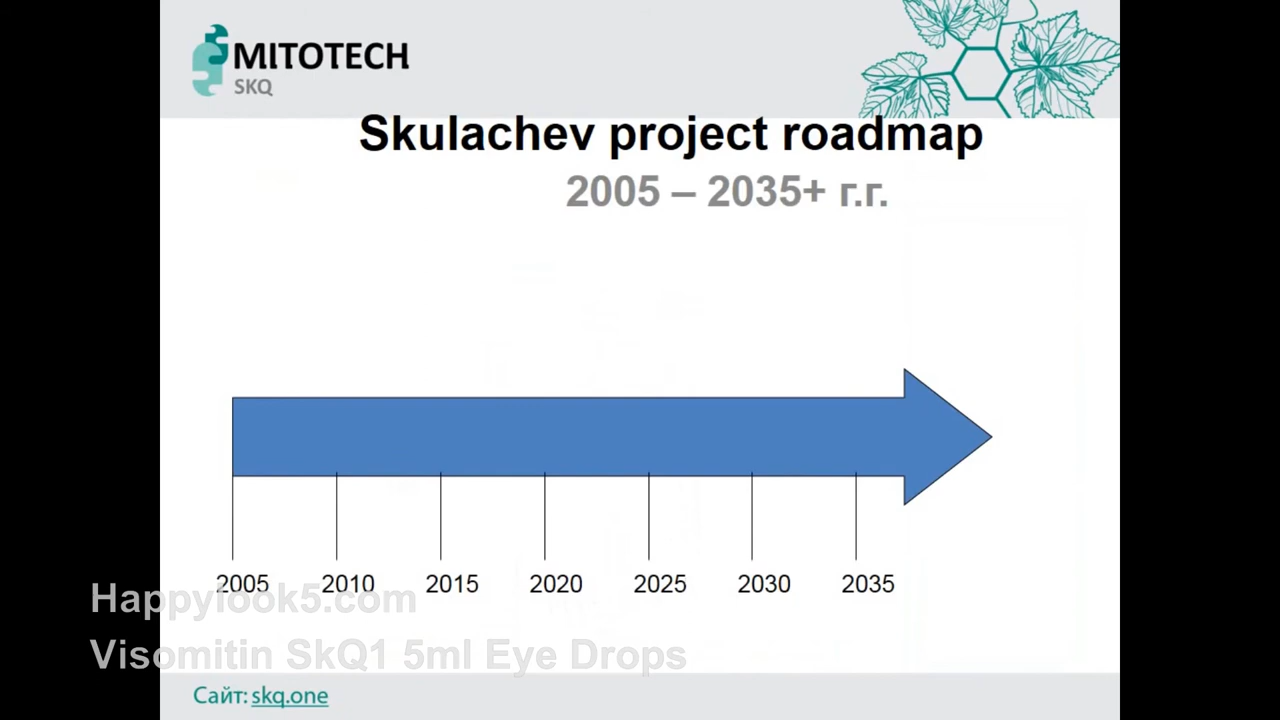 MITOTECH
SKQ
Skulachev project roadmap
2005 – 2035+ г.г.
2005 2010 2015 2020 2025 2030 2035
Happylook5.com
Visomitin SkQ1 5ml Eye Drops
Сайт: skq.one